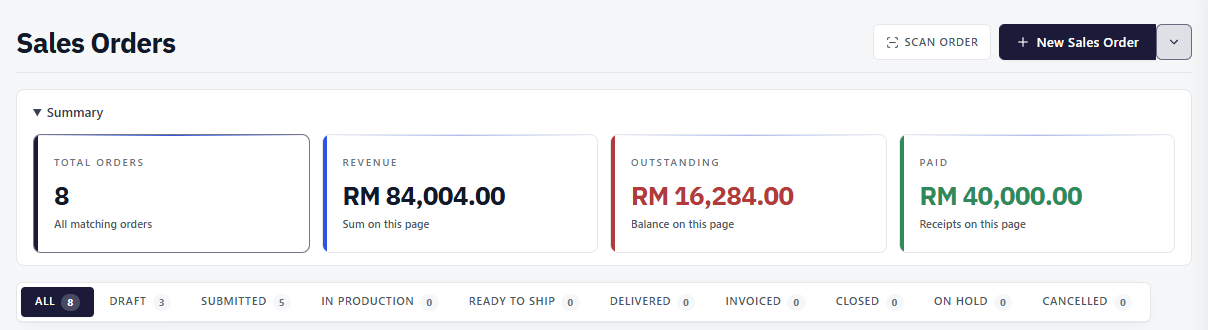 Sales Orders
SCAN ORDER
+ New Sales Order
▼ Summary
TOTAL ORDERS
8
All matching orders
REVENUE
RM 84,004.00
Sum on this page
OUTSTANDING
RM 16,284.00
Balance on this page
PAID
RM 40,000.00
Receipts on this page
ALL 8 DRAFT 3 SUBMITTED 5 IN PRODUCTION 0 READY TO SHIP 0 DELIVERED 0 INVOICED 0 CLOSED 0 ON HOLD 0 CANCELLED 0